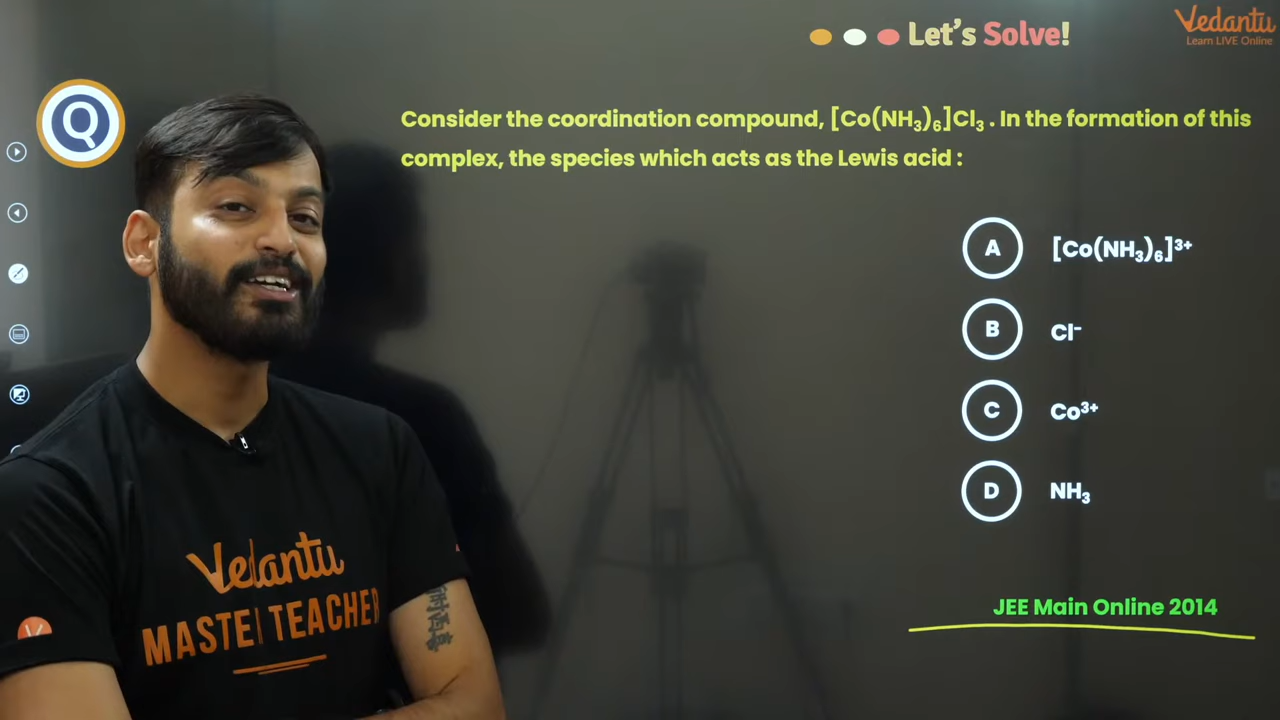 Vedantu
Learn LIVE Online
Let's Solve!
Q
Consider the coordination compound, [Co(NH₃)₆]Cl₃ . In the formation of this
complex, the species which acts as the Lewis acid :
A [Co(NH₃)₆]³⁺
B Cl⁻
C Co³⁺
D NH₃
JEE Main Online 2014
Vedantu
MASTER TEACHER